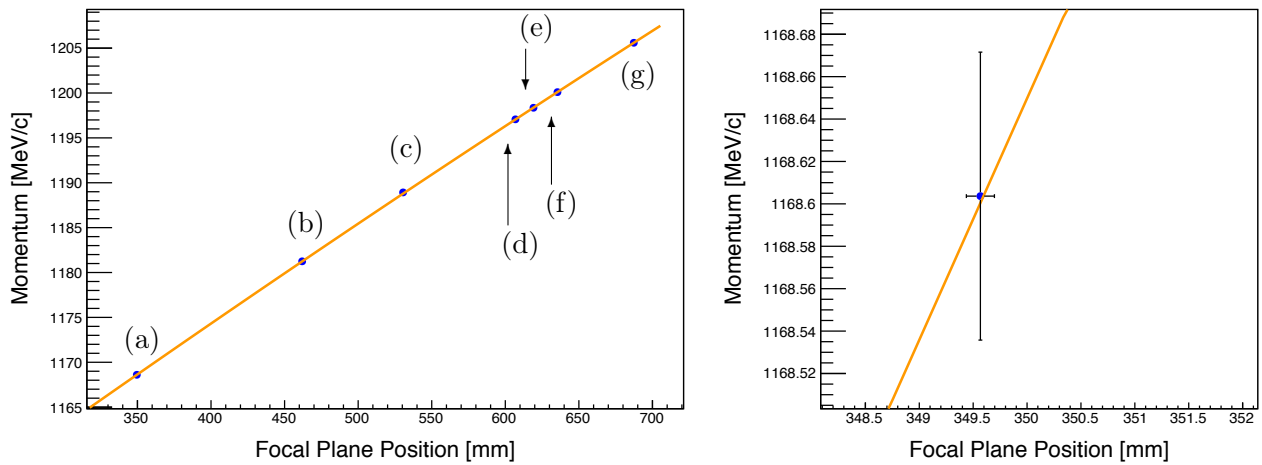 1205
1200
1195
1190
1185
1180
1175
1170
1165
Momentum [MeV/c]
(a)
(b)
(c)
(d)
(e)
(f)
(g)
350 400 450 500 550 600 650 700
Focal Plane Position [mm]
1168.68
1168.66
1168.64
1168.62
1168.6
1168.58
1168.56
1168.54
1168.52
Momentum [MeV/c]
348.5 349 349.5 350 350.5 351 351.5 352
Focal Plane Position [mm]